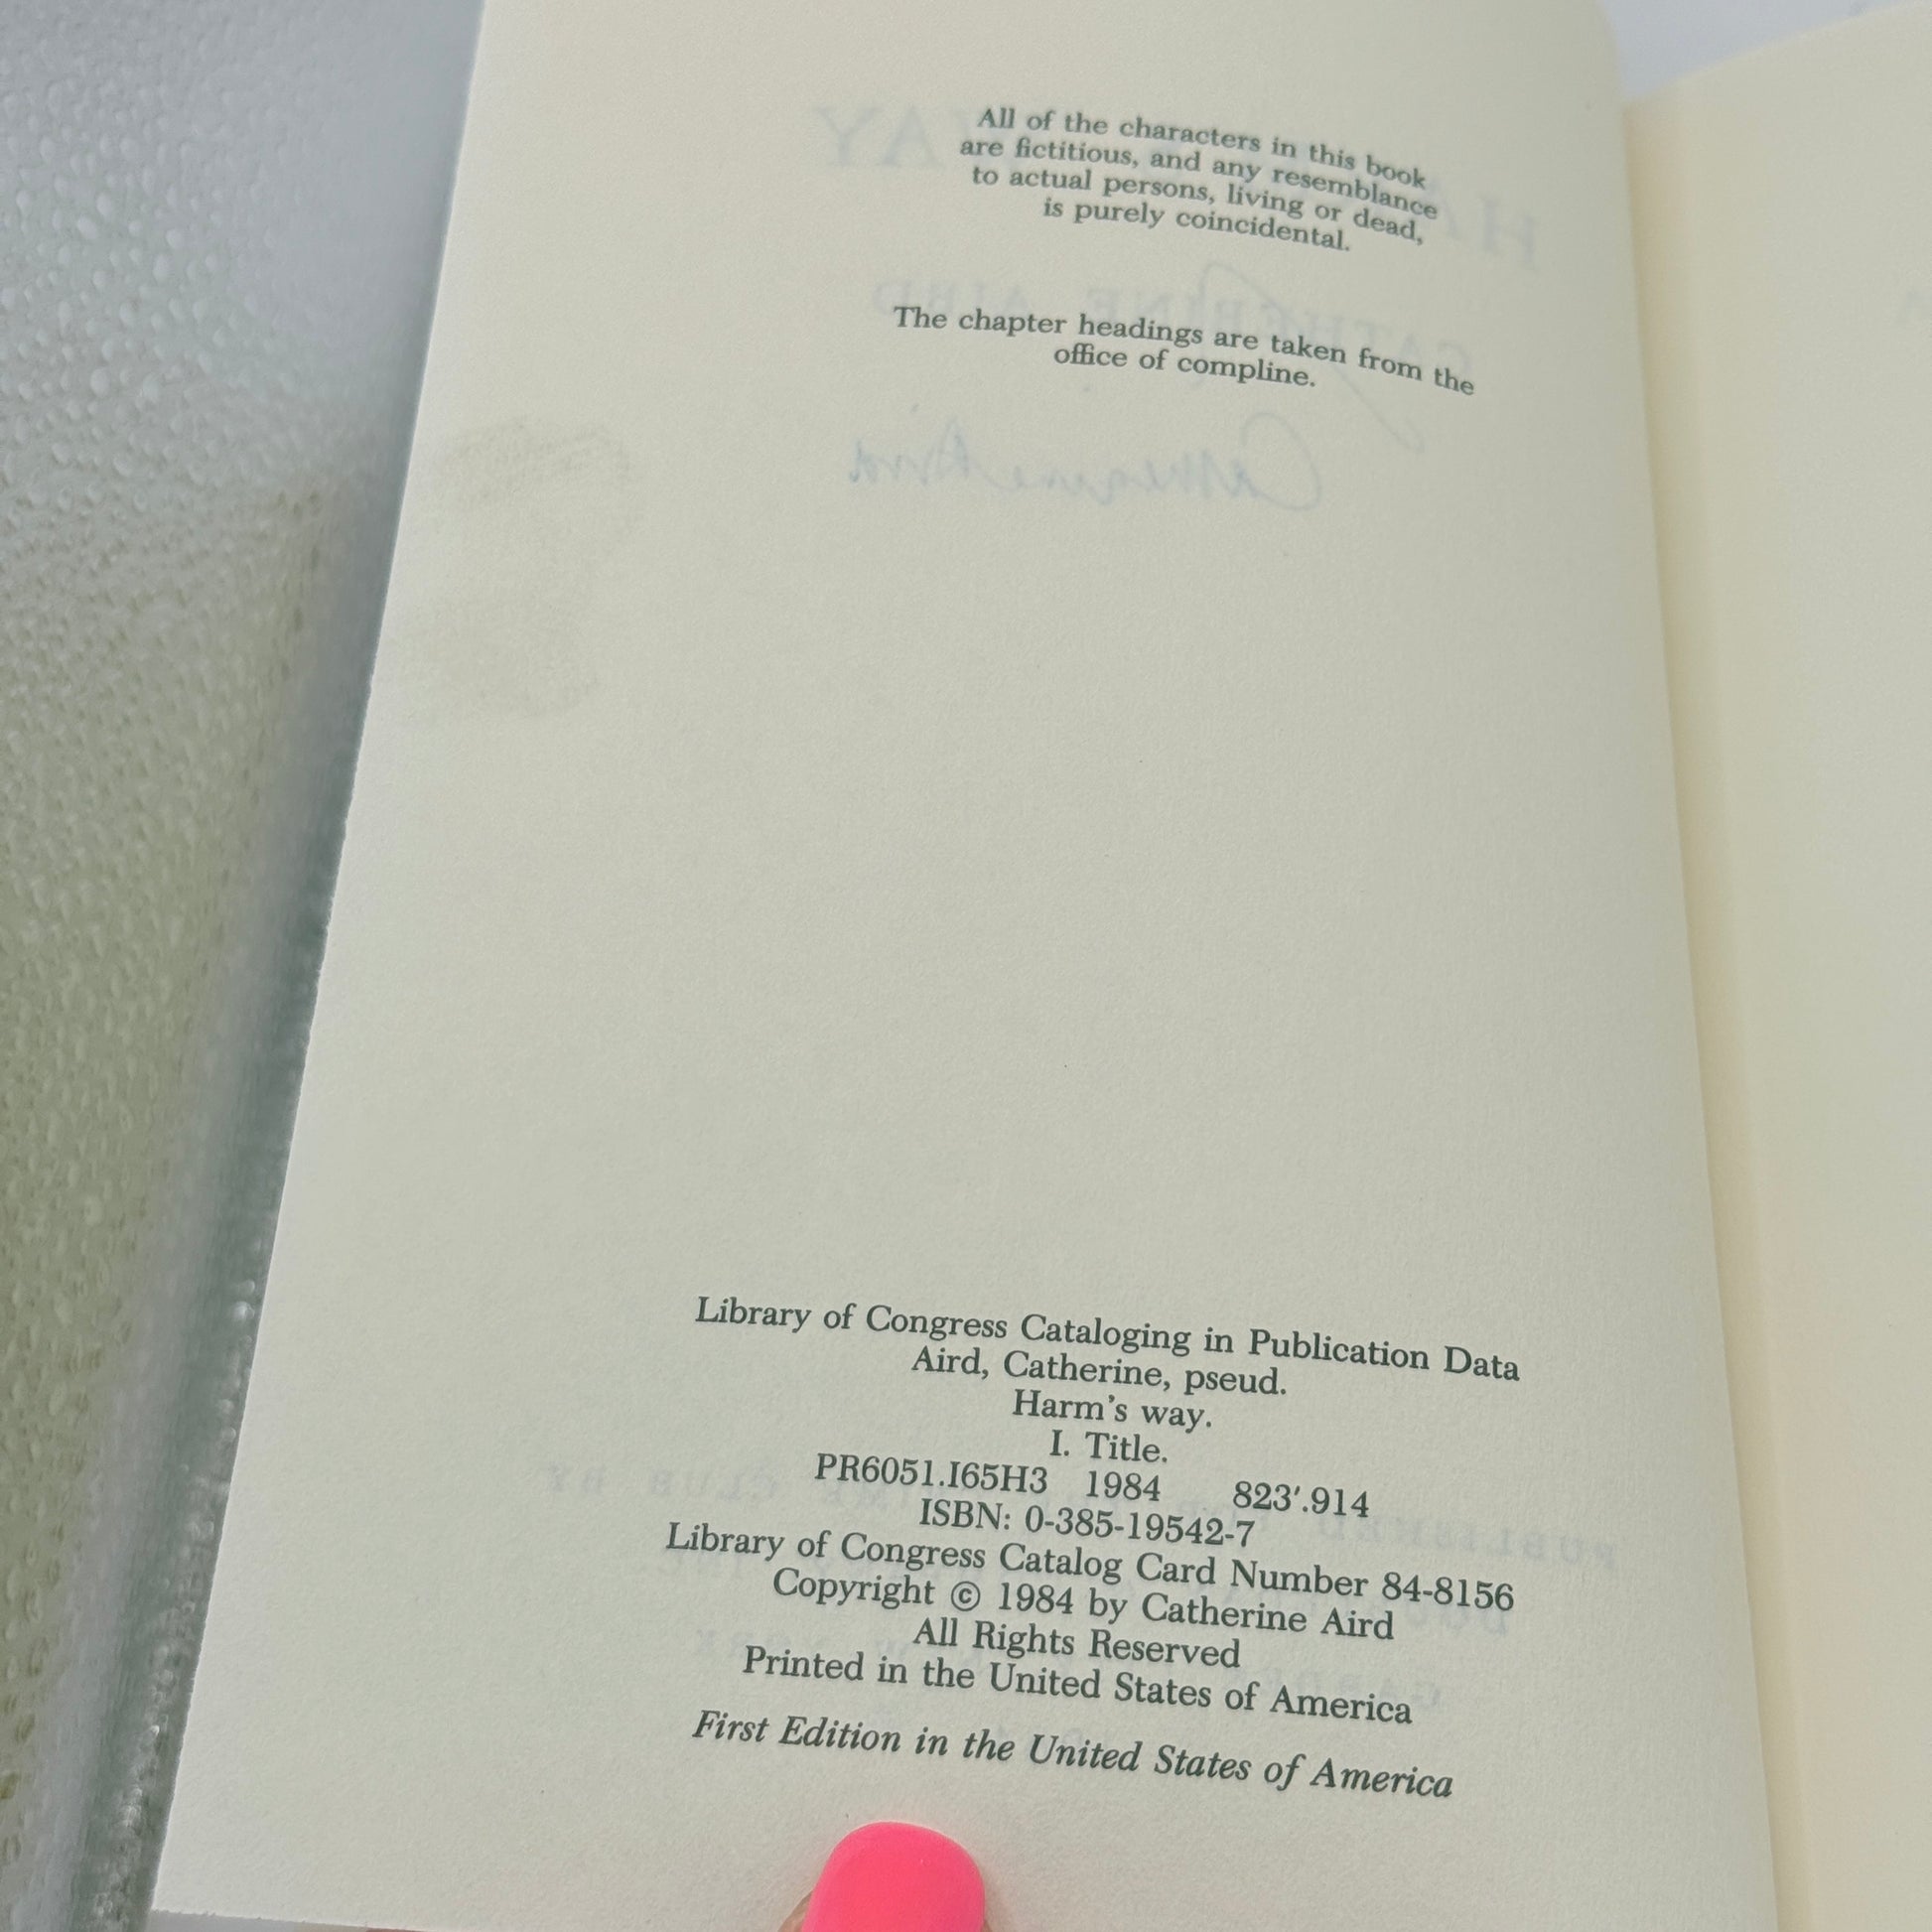 All of the characters in this book
are fictitious, and any resemblance
to actual persons, living or dead,
is purely coincidental.
The chapter headings are taken from the
office of compline.
Library of Congress Cataloging in Publication Data
Aird, Catherine, pseud.
Harm's way.
I. Title.
PR6051.I65H3 1984 823′.914
ISBN: 0-385-19542-7
Library of Congress Catalog Card Number 84-8156
Copyright © 1984 by Catherine Aird
All Rights Reserved
Printed in the United States of America
First Edition in the United States of America